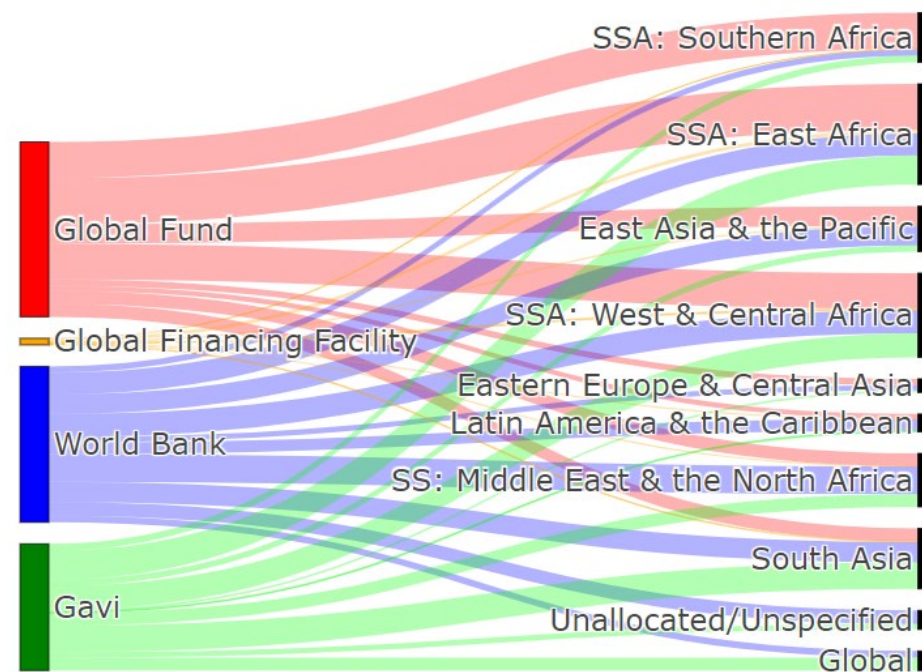 SSA: Southern Africa
SSA: East Africa
Global Fund
East Asia & the Pacific
SSA: West & Central Africa
Global Financing Facility
Eastern Europe & Central Asia
Latin America & the Caribbean
World Bank
SS: Middle East & the North Africa
South Asia
Gavi
Unallocated/Unspecified
Global